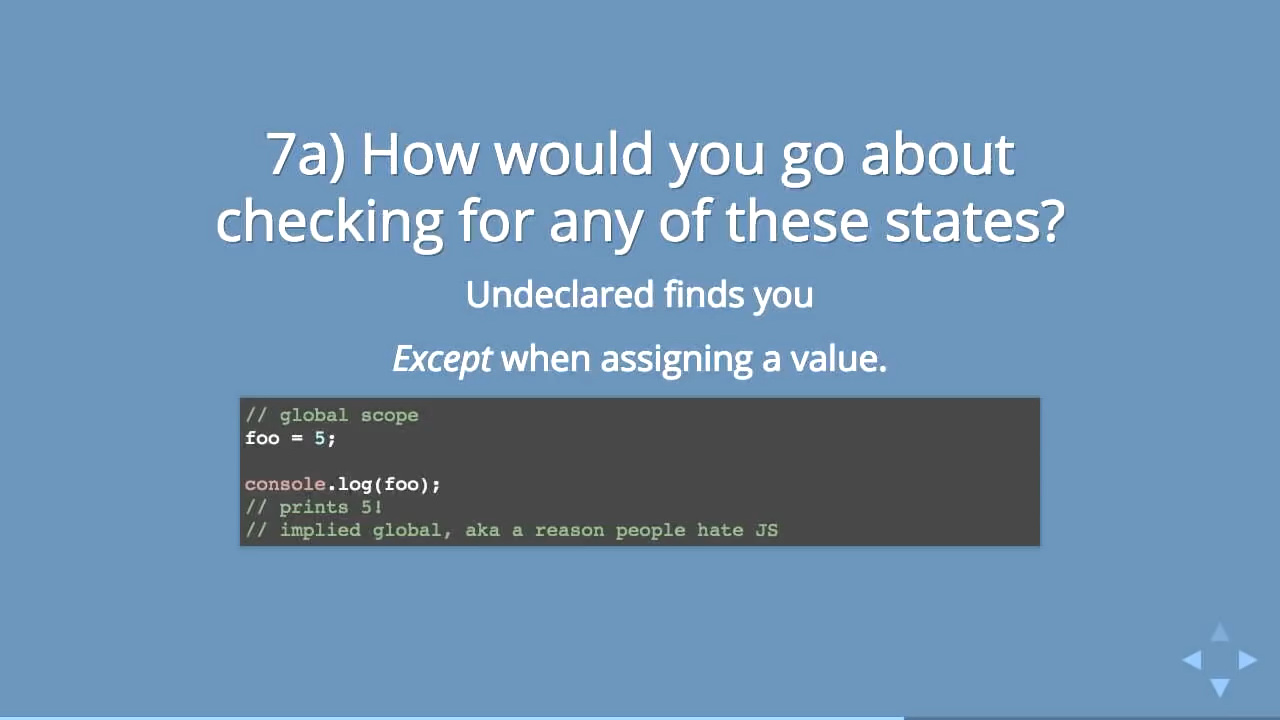 7a) How would you go about
checking for any of these states?
Undeclared finds you
Except when assigning a value.
// global scope
foo = 5;
console.log(foo);
// prints 5!
// implied global, aka a reason people hate JS